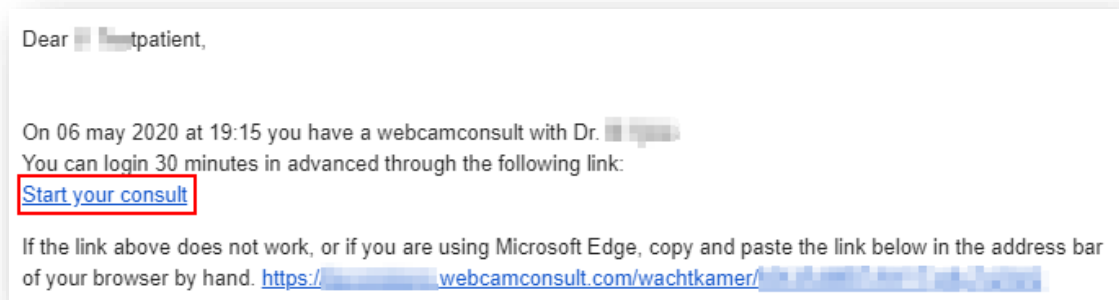 Dear tpatient,
On 06 may 2020 at 19:15 you have a webcamconsult with Dr.
You can login 30 minutes in advanced through the following link:
Start your consult
If the link above does not work, or if you are using Microsoft Edge, copy and paste the link below in the address bar
of your browser by hand. https:// .webcamconsult.com/wachtkamer/